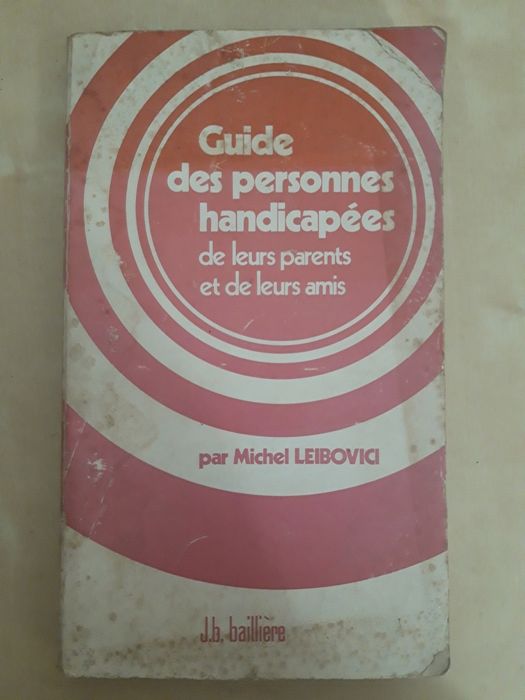 Guide
des personnes
handicapées
de leurs parents
et de leurs amis
par Michel LEIBOVICI
J.b. baillière